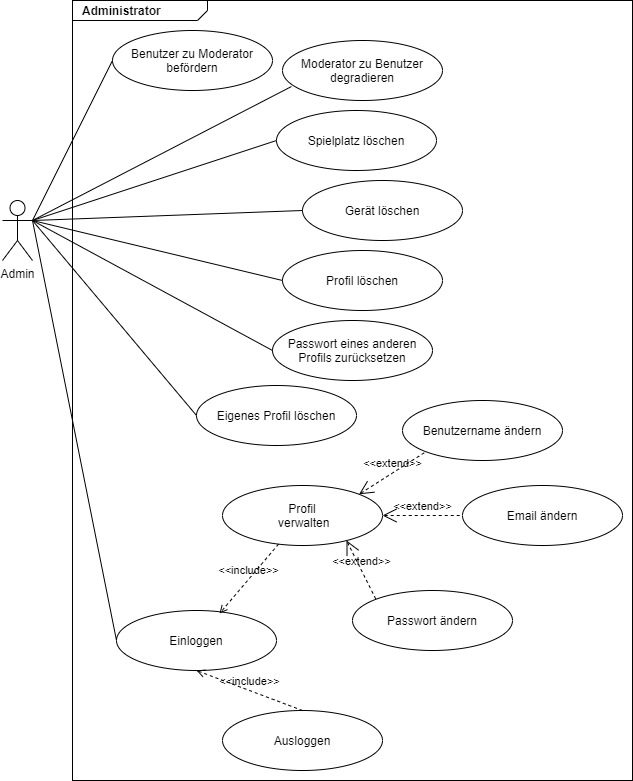 Administrator
Benutzer zu Moderator
befördern
Moderator zu Benutzer
degradieren
Spielplatz löschen
Gerät löschen
Admin
Profil löschen
Passwort eines anderen
Profils zurücksetzen
Eigenes Profil löschen
Benutzername ändern
<<extend>>
Profil
verwalten
<<extend>>
Email ändern
<<extend>>
<<include>>
Passwort ändern
Einloggen
<<include>>
Ausloggen